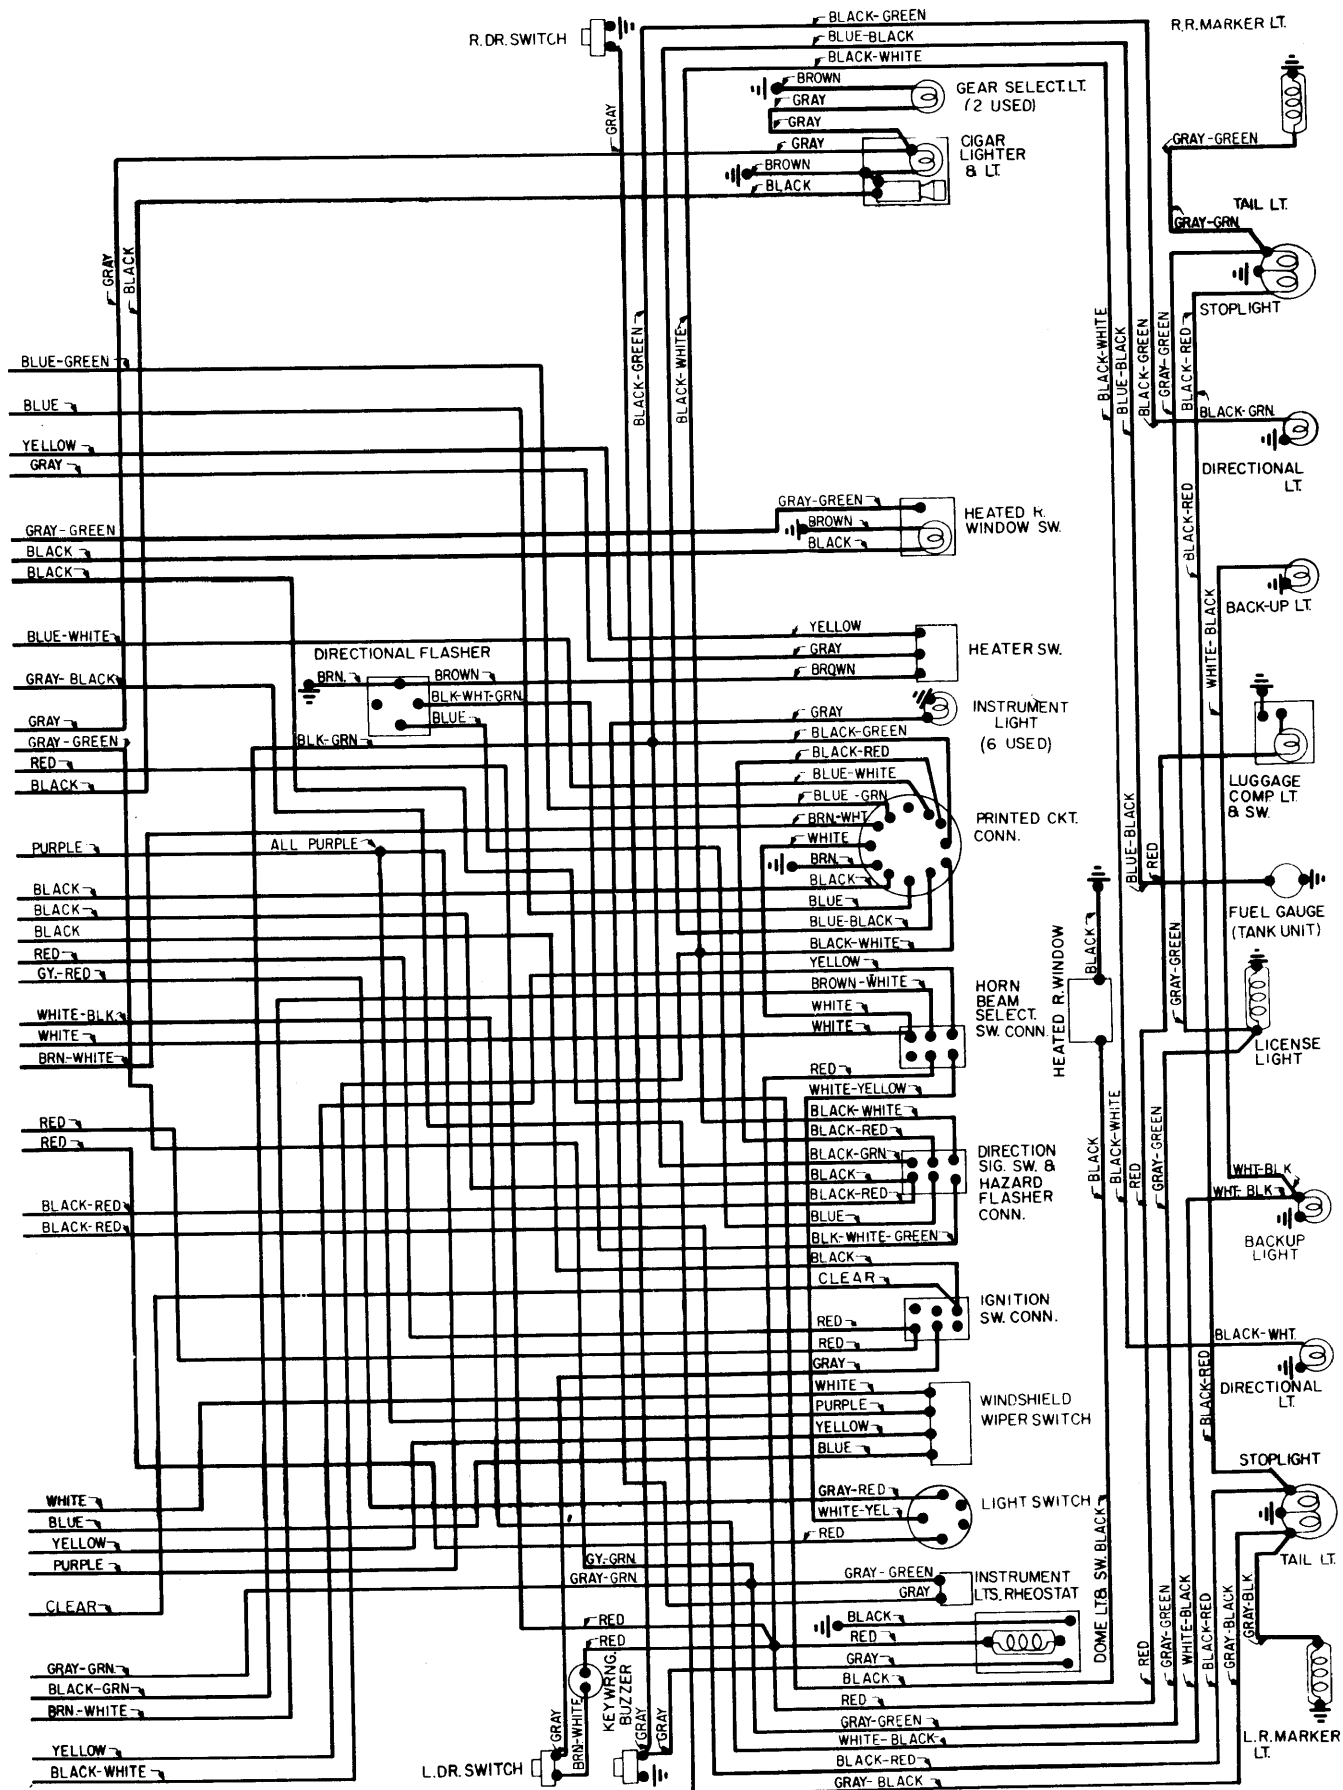 BLACK-GREEN
R.R.MARKER LT.
R.DR.SWITCH
BLUE-BLACK
BLACK-WHITE
BROWN
GEAR SELECT.LT.
(2 USED)
GRAY
GRAY
GRAY
GRAY
CIGAR
LIGHTER
& LT.
BROWN
BLACK
GRAY-GREEN
TAIL LT.
GRAY-GRN.
STOPLIGHT
GRAY
BLACK
BLACK-GREEN
BLACK-WHITE
BLACK-WHITE
BLUE-BLACK
BLACK-GREEN
GRAY-GREEN
BLACK-RED
BLUE-GREEN
BLUE
BLACK-GRN.
YELLOW
GRAY
DIRECTIONAL
LT.
GRAY-GREEN
BROWN
BLACK
HEATED R.
WINDOW SW.
BLACK-RED
GRAY-GREEN
BLACK
BLACK
BACK-UP LT.
WHITE-BLACK
BLUE-WHITE
YELLOW
GRAY
BROWN
HEATER SW.
DIRECTIONAL FLASHER
BRN.
BROWN
BLK-WHT-GRN.
BLUE
GRAY-BLACK
GRAY
INSTRUMENT
LIGHT
(6 USED)
GRAY
GRAY-GREEN
RED
BLACK
BLK-GRN
BLACK-GREEN
BLACK-RED
BLUE-WHITE
BLUE-GRN
BRN-WHT
WHITE
BRN.
BLACK
BLUE
BLUE-BLACK
BLACK-WHITE
PRINTED CKT.
CONN.
LUGGAGE
COMP. LT.
& SW.
BLUE-BLACK
RED
PURPLE
ALL PURPLE
BLACK
BLACK
BLACK
RED
GY.-RED
FUEL GAUGE
(TANK UNIT)
HEATED R.WINDOW
BLACK
GRAY-GREEN
YELLOW
BROWN-WHITE
WHITE
WHITE
HORN
BEAM
SELECT.
SW. CONN.
WHITE-BLK.
WHITE
BRN.-WHITE
LICENSE
LIGHT
RED
WHITE-YELLOW
BLACK-WHITE
BLACK-RED
BLACK-GRN
BLACK
BLACK-RED
BLUE
BLK-WHITE-GREEN
DIRECTION
SIG. SW. &
HAZARD
FLASHER
CONN.
RED
RED
BLACK
BLACK-WHITE
RED
GRAY-GREEN
WHT-BLK
WHT-BLK
BACKUP
LIGHT
BLACK-RED
BLACK-RED
BLACK
CLEAR
IGNITION
SW. CONN.
RED
RED
GRAY
BLACK-WHT.
DIRECTIONAL
LT.
BLACK-RED
WHITE
PURPLE
YELLOW
BLUE
WINDSHIELD
WIPER SWITCH
STOPLIGHT
WHITE
BLUE
YELLOW
PURPLE
GRAY-RED
WHITE-YEL
RED
LIGHT SWITCH
TAIL LT.
GY.-GRN.
GRAY-GRN.
GRAY-GREEN
GRAY
INSTRUMENT
LTS. RHEOSTAT
CLEAR
RED
RED
BLACK
RED
GRAY
BLACK
DOME LT.& SW. BLACK
RED
GRAY-GREEN
WHITE-BLACK
BLACK-RED
GRAY-BLACK
GRAY-BLK
GRAY-GRN.
BLACK-GRN
BRN.-WHITE
KEY WRNG.
BUZZER
GRAY
BRN-WHITE
GRAY
GRAY
RED
GRAY-GREEN
WHITE-BLACK
BLACK-RED
GRAY-BLACK
L.R.MARKER
LT.
YELLOW
BLACK-WHITE
L.DR. SWITCH